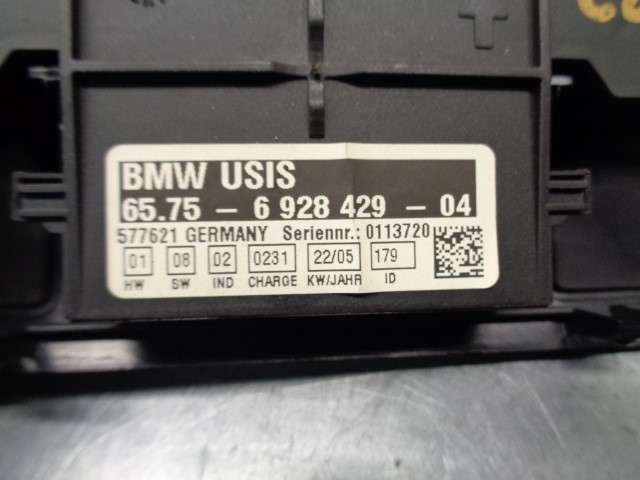 BMW USIS
65.75 - 6 928 429 - 04
577621 GERMANY Seriennr.: 0113720
01 08 02 0231 22/05 179
HW SW IND CHARGE KW/JAHR ID